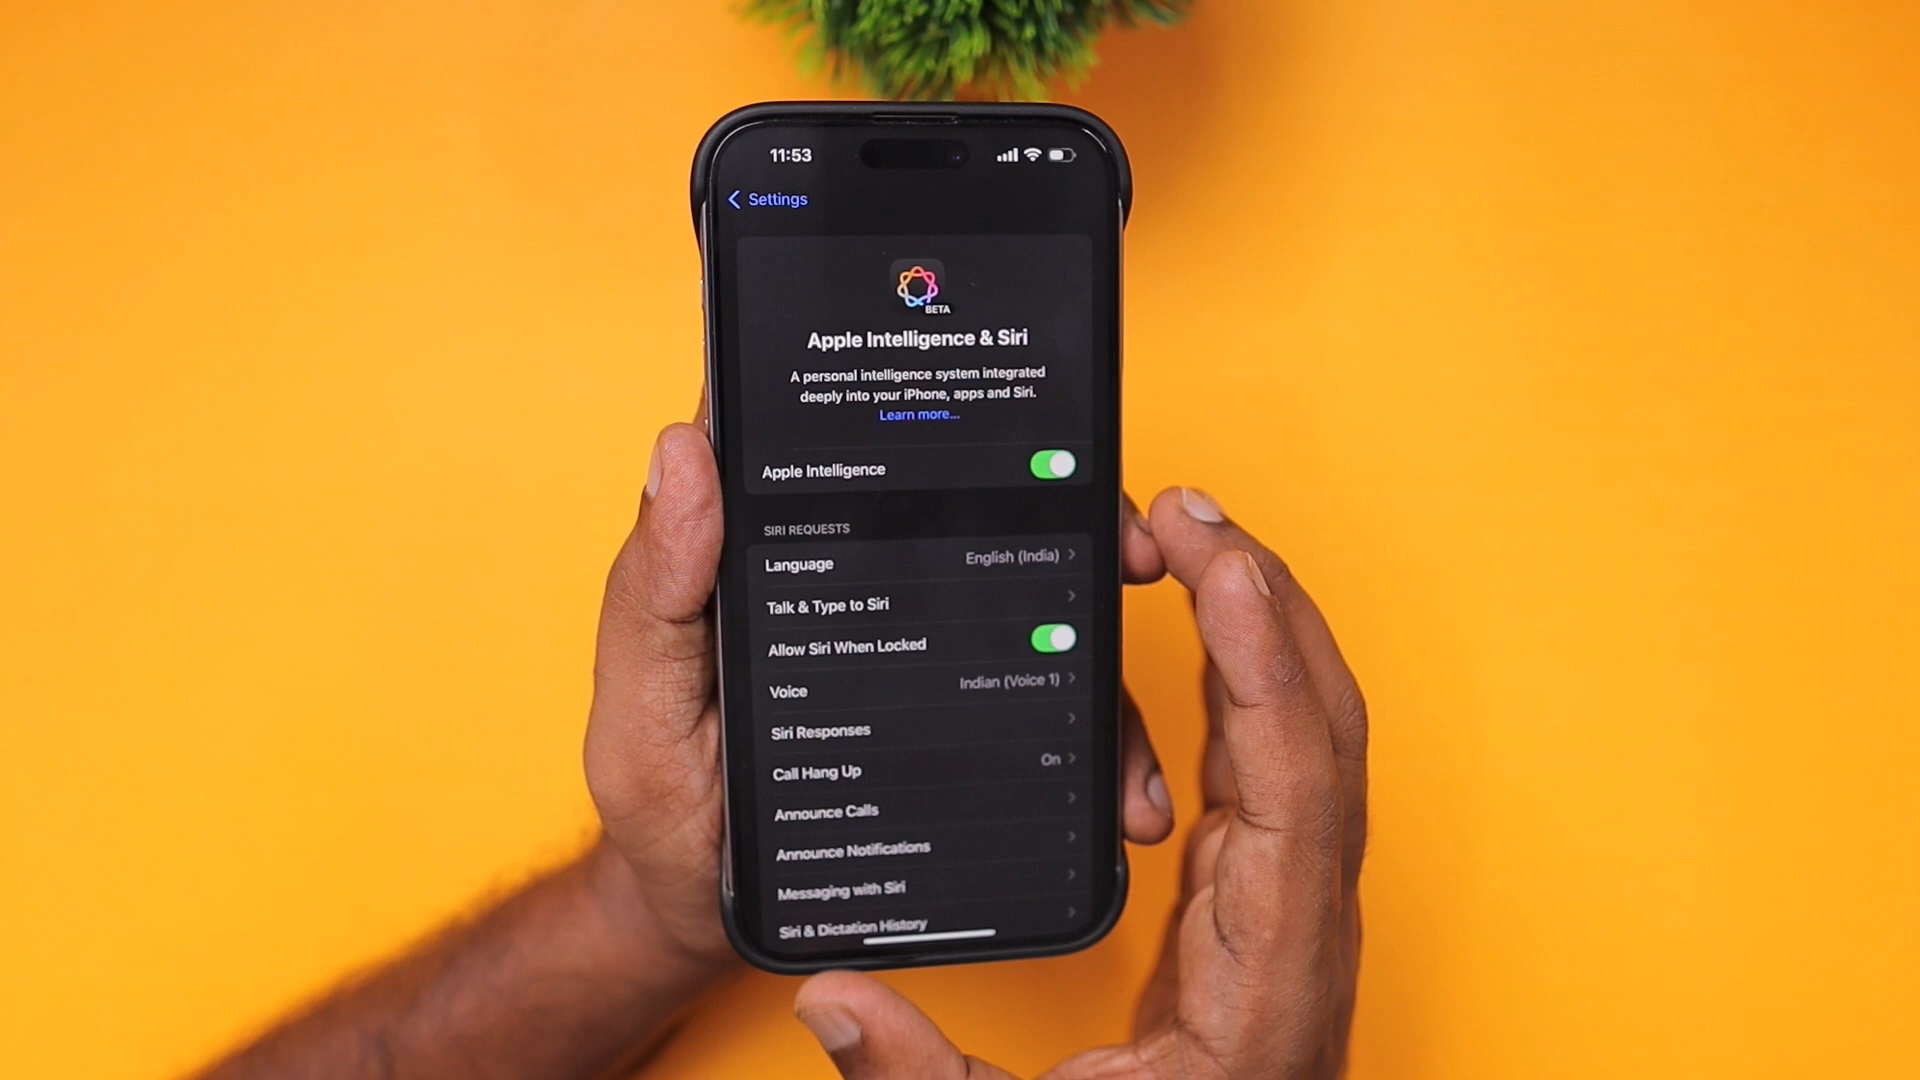 11:53
Settings
BETA
Apple Intelligence & Siri
A personal intelligence system integrated
deeply into your iPhone, apps and Siri.
Learn more...
Apple Intelligence
SIRI REQUESTS
Language English (India)
Talk & Type to Siri
Allow Siri When Locked
Voice Indian (Voice 1)
Siri Responses
Call Hang Up On
Announce Calls
Announce Notifications
Messaging with Siri
Siri & Dictation History